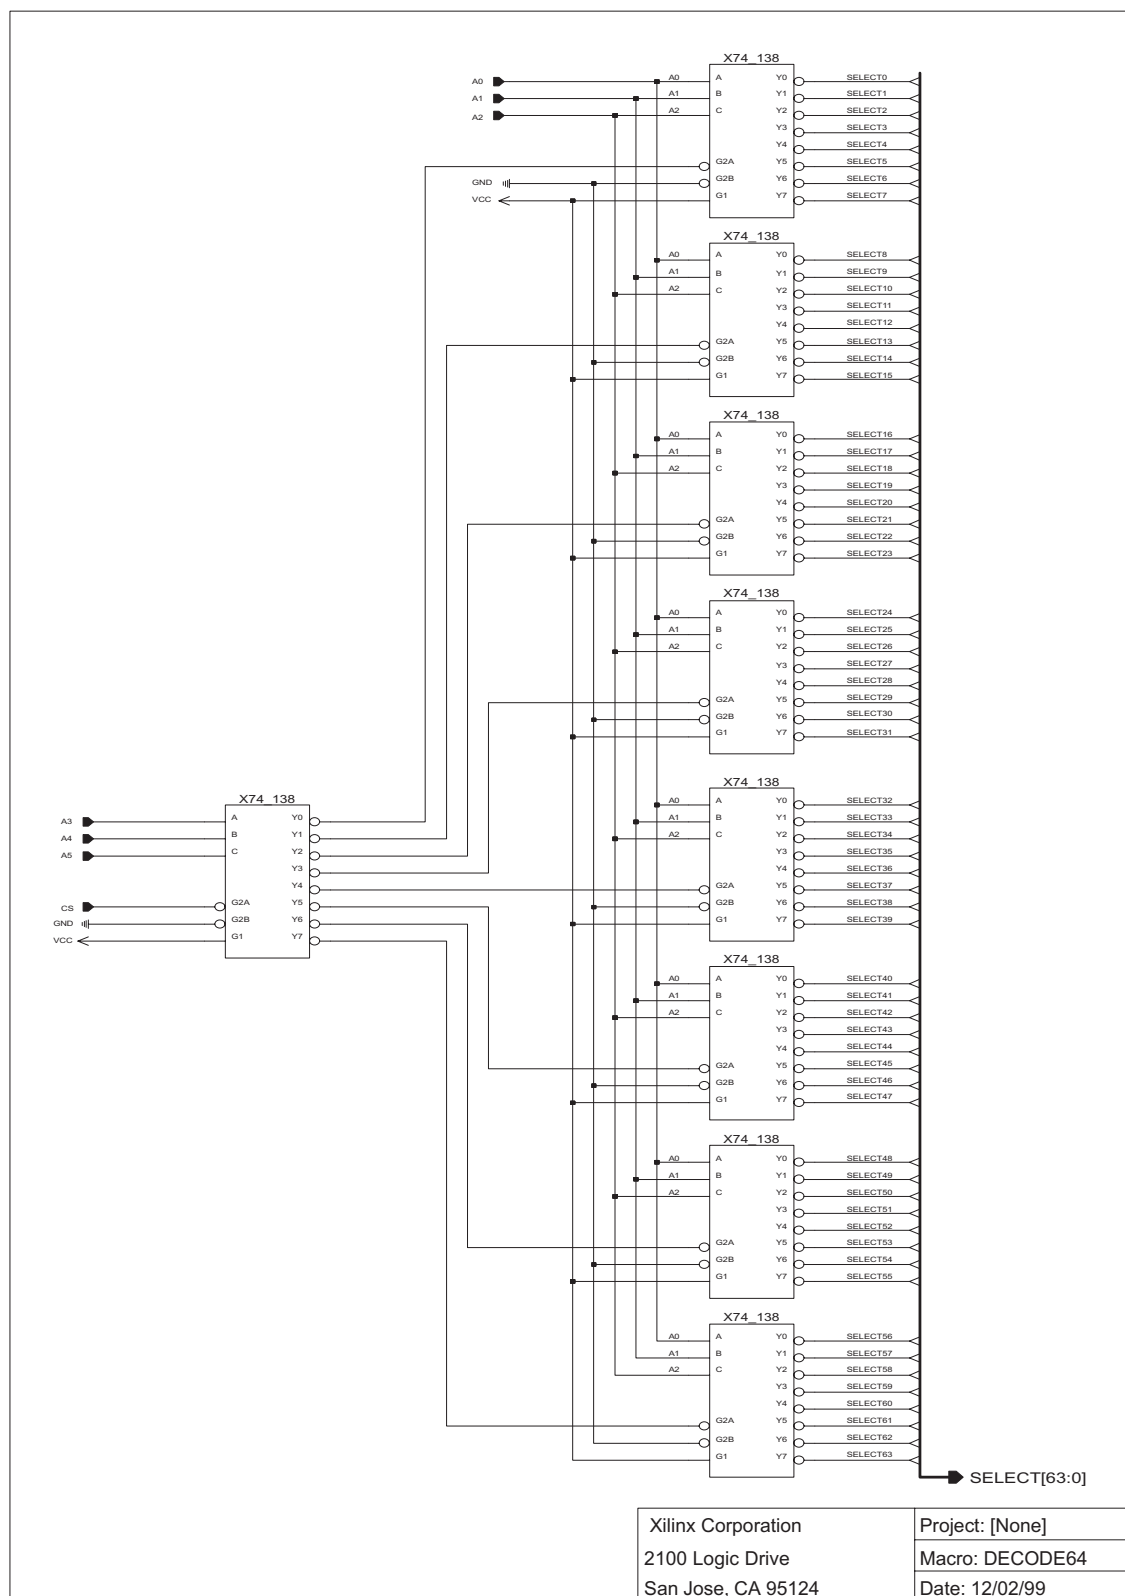 X74_138
A0 A0 A Y0 SELECT0
A1 A1 B Y1 SELECT1
A2 A2 C Y2 SELECT2
Y3 SELECT3
Y4 SELECT4
G2A Y5 SELECT5
GND G2B Y6 SELECT6
VCC G1 Y7 SELECT7
X74_138
A0 A Y0 SELECT8
A1 B Y1 SELECT9
A2 C Y2 SELECT10
Y3 SELECT11
Y4 SELECT12
G2A Y5 SELECT13
G2B Y6 SELECT14
G1 Y7 SELECT15
X74_138
A0 A Y0 SELECT16
A1 B Y1 SELECT17
A2 C Y2 SELECT18
Y3 SELECT19
Y4 SELECT20
G2A Y5 SELECT21
G2B Y6 SELECT22
G1 Y7 SELECT23
X74_138
A0 A Y0 SELECT24
A1 B Y1 SELECT25
A2 C Y2 SELECT26
Y3 SELECT27
Y4 SELECT28
G2A Y5 SELECT29
G2B Y6 SELECT30
G1 Y7 SELECT31
X74_138
A3 A Y0
A4 B Y1
A5 C Y2
Y3
Y4
CS G2A Y5
GND G2B Y6
VCC G1 Y7
X74_138
A0 A Y0 SELECT32
A1 B Y1 SELECT33
A2 C Y2 SELECT34
Y3 SELECT35
Y4 SELECT36
G2A Y5 SELECT37
G2B Y6 SELECT38
G1 Y7 SELECT39
X74_138
A0 A Y0 SELECT40
A1 B Y1 SELECT41
A2 C Y2 SELECT42
Y3 SELECT43
Y4 SELECT44
G2A Y5 SELECT45
G2B Y6 SELECT46
G1 Y7 SELECT47
X74_138
A0 A Y0 SELECT48
A1 B Y1 SELECT49
A2 C Y2 SELECT50
Y3 SELECT51
Y4 SELECT52
G2A Y5 SELECT53
G2B Y6 SELECT54
G1 Y7 SELECT55
X74_138
A0 A Y0 SELECT56
A1 B Y1 SELECT57
A2 C Y2 SELECT58
Y3 SELECT59
Y4 SELECT60
G2A Y5 SELECT61
G2B Y6 SELECT62
G1 Y7 SELECT63
SELECT[63:0]
Xilinx Corporation
2100 Logic Drive
San Jose, CA 95124
Project: [None]
Macro: DECODE64
Date: 12/02/99